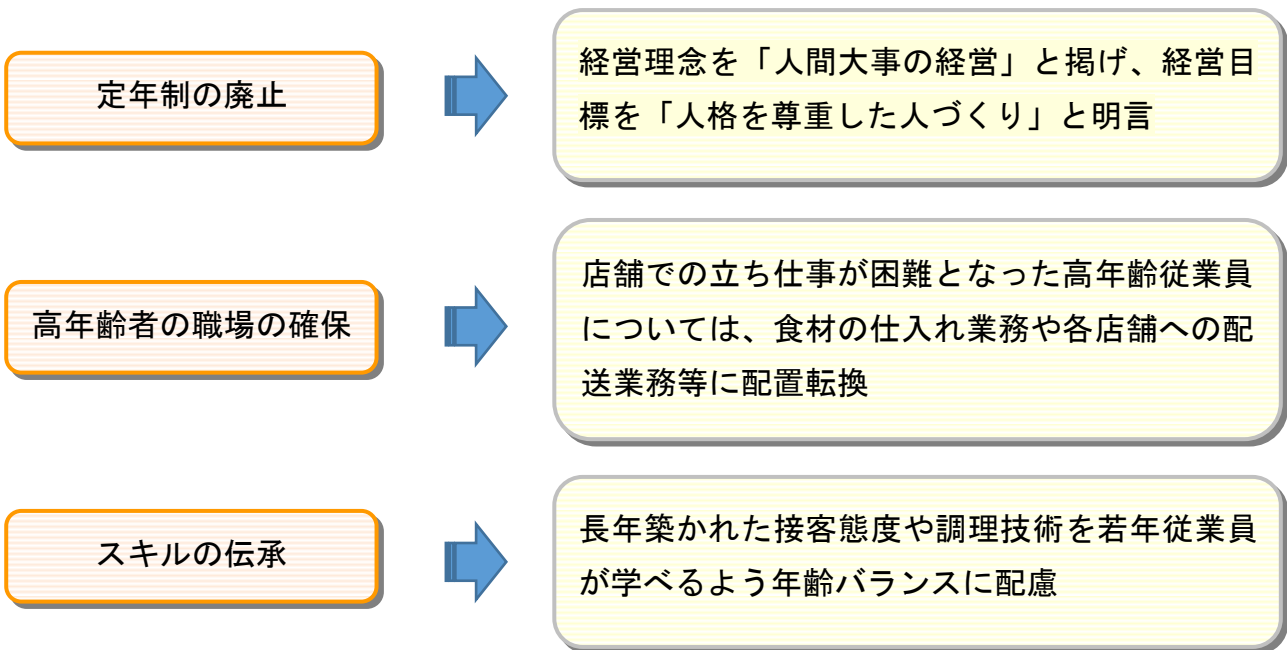 定年制の廃止
経営理念を「人間大事の経営」と掲げ、経営目
標を「人格を尊重した人づくり」と明言
高年齢者の職場の確保
店舗での立ち仕事が困難となった高年齢従業員
については、食材の仕入れ業務や各店舗への配
送業務等に配置転換
スキルの伝承
長年築かれた接客態度や調理技術を若年従業員
が学べるよう年齢バランスに配慮